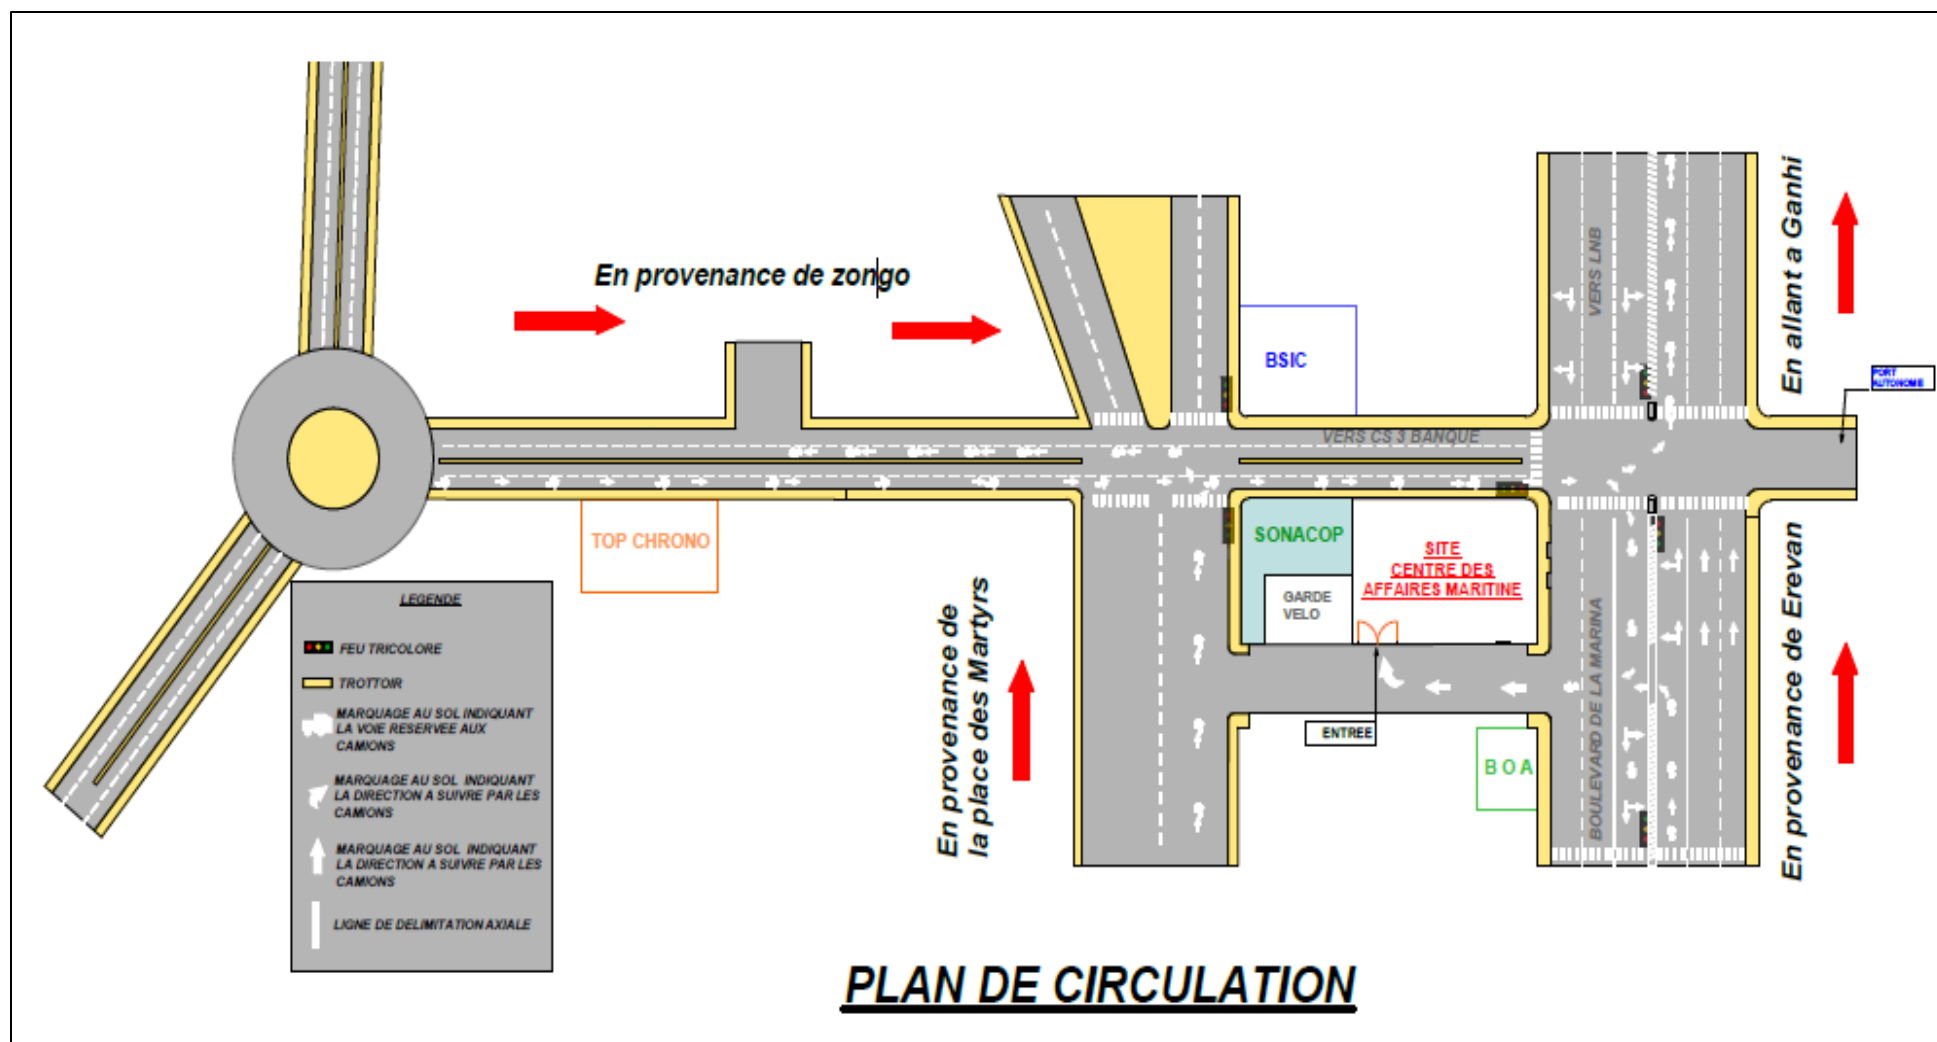 En provenance de zongo
VERS LNB
En allant a Ganhi
BSIC
PORT
AUTONOME
VERS CS 3 BANQUE
TOP CHRONO
SONACOP
GARDE
VELO
SITE
CENTRE DES
AFFAIRES MARITINE
En provenance de
la place des Martyrs
ENTREE
B O A
BOULEVARD DE LA MARINA
En provenance de Erevan
LEGENDE
FEU TRICOLORE
TROTTOIR
MARQUAGE AU SOL INDIQUANT
LA VOIE RESERVEE AUX
CAMIONS
MARQUAGE AU SOL INDIQUANT
LA DIRECTION A SUIVRE PAR LES
CAMIONS
MARQUAGE AU SOL INDIQUANT
LA DIRECTION A SUIVRE PAR LES
CAMIONS
LIGNE DE DELIMITATION AXIALE
PLAN DE CIRCULATION